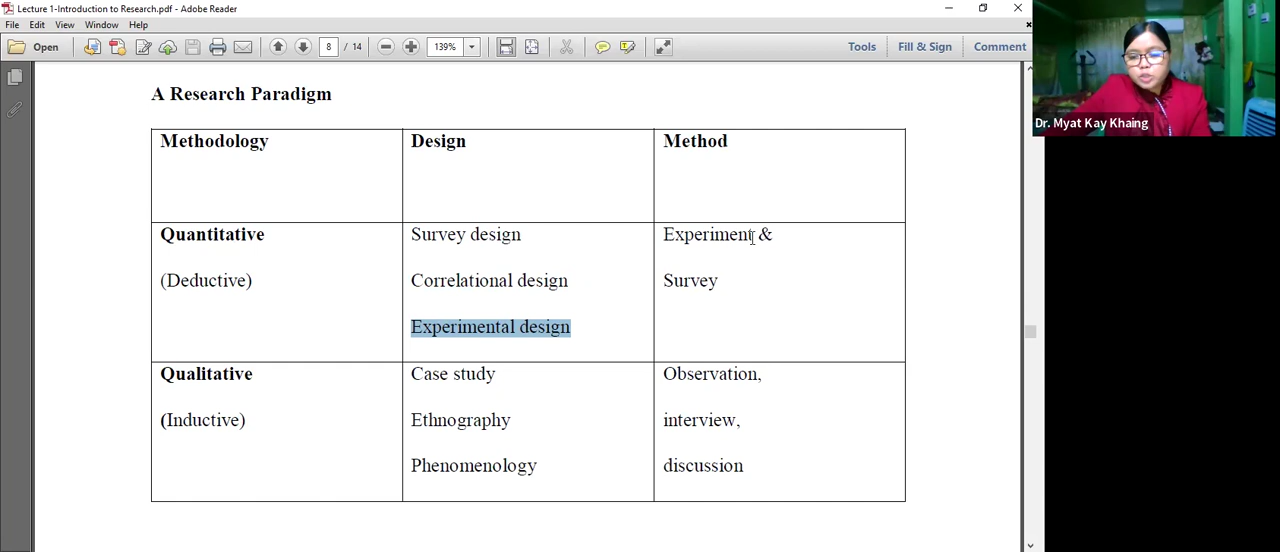 Lecture 1-Introduction to Research.pdf - Adobe Reader
File Edit View Window Help
Open 8 / 14 139% Tools Fill & Sign Comment
Dr. Myat Kay Khaing
A Research Paradigm
Methodology Design Method
Quantitative Survey design Experiment &
(Deductive) Correlational design Survey
Experimental design
Qualitative Case study Observation,
(Inductive) Ethnography interview,
Phenomenology discussion